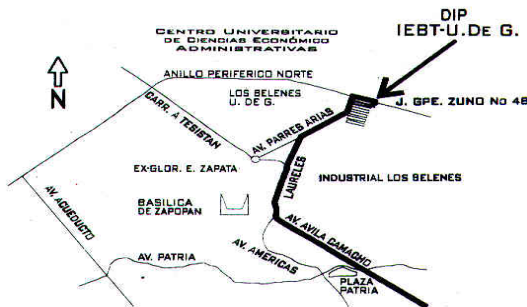 DIP
IEBT-U.DE G.
CENTRO UNIVERSITARIO
DE CIENCIAS ECONÓMICO
ADMINISTRATIVAS
N
ANILLO PERIFERICO NORTE
LOS BELENES
U. DE G.
J. GPE. ZUNO No 48
CARR. A TESISTAN
AV. PARRES ARIAS
EX-GLOR. E. ZAPATA
LAURELES
INDUSTRIAL LOS BELENES
AV. ACUEDUCTO
BASILICA
DE ZAPOPAN
AV. AVILA CAMACHO
AV. PATRIA
AV. AMERICAS
PLAZA
PATRIA